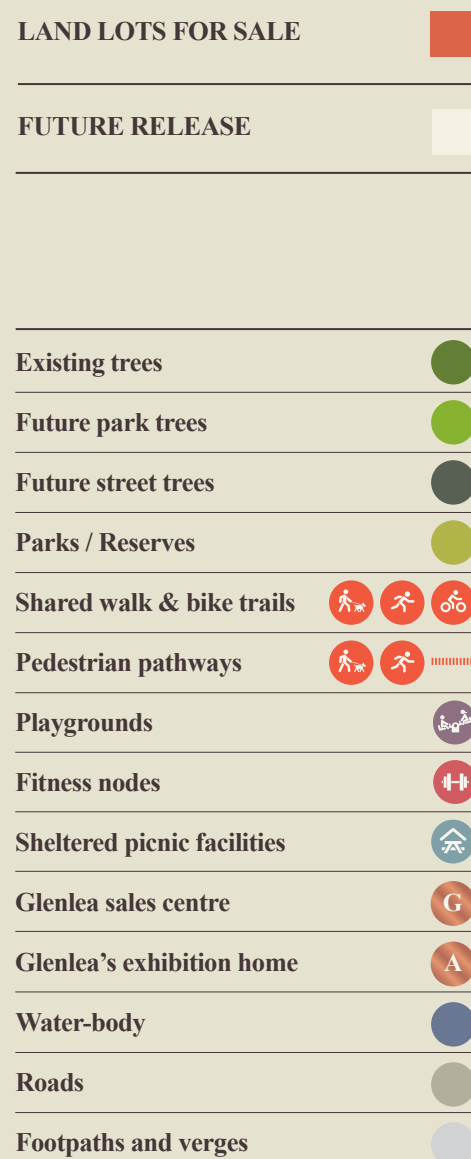 LAND LOTS FOR SALE
FUTURE RELEASE
Existing trees
Future park trees
Future street trees
Parks / Reserves
Shared walk & bike trails
Pedestrian pathways
Playgrounds
Fitness nodes
Sheltered picnic facilities
Glenlea sales centre G
Glenlea’s exhibition home A
Water-body
Roads
Footpaths and verges